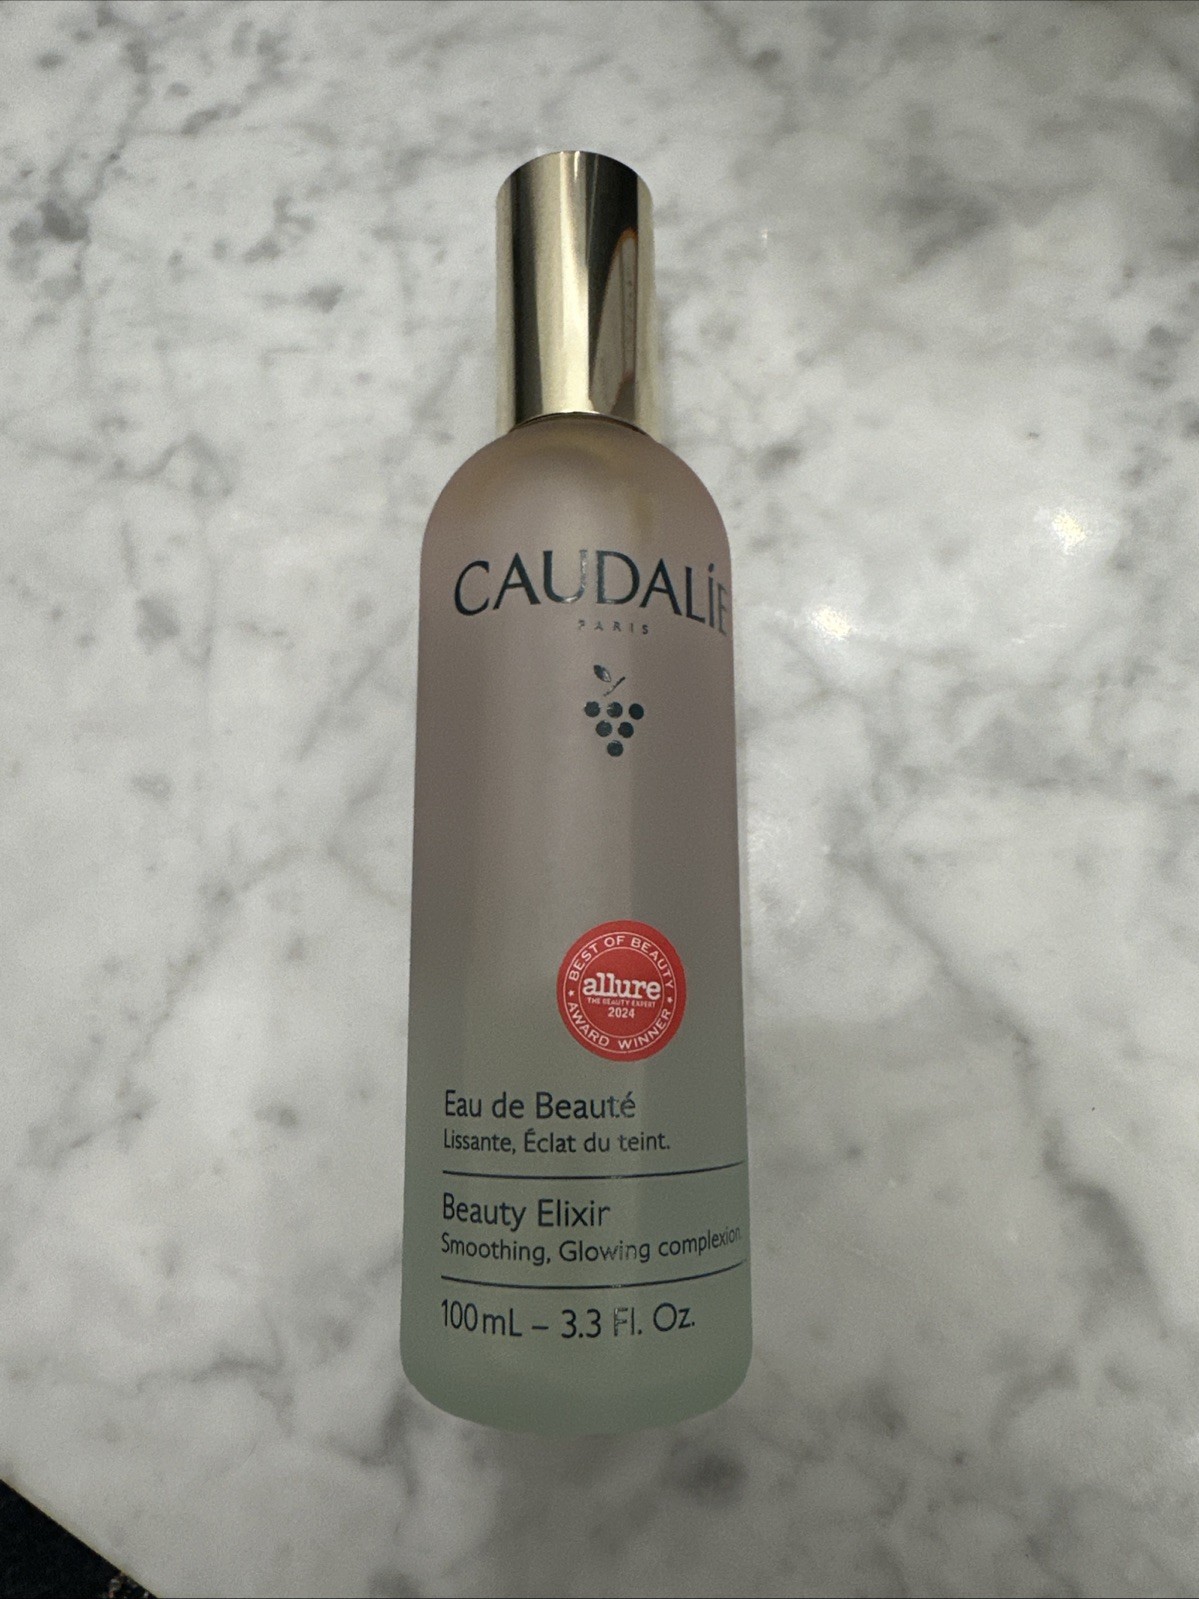 CAUDALÍE
PARIS
BEST OF BEAUTY
allure
THE BEAUTY EXPERT
2024
AWARD WINNER
Eau de Beauté
Lissante, Éclat du teint.
Beauty Elixir
Smoothing, Glowing complexion
100mL – 3.3 Fl. Oz.